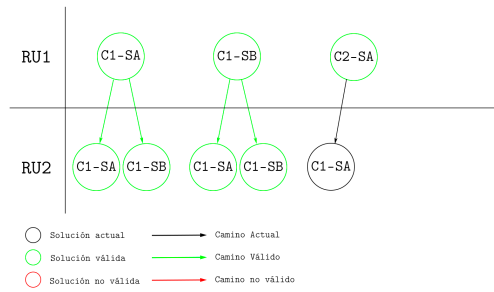 RU1 C1-SA C1-SB C2-SA
RU2 C1-SA C1-SB C1-SA C1-SB C1-SA
Solución actual Camino Actual
Solución válida Camino Válido
Solución no válida Camino no válido